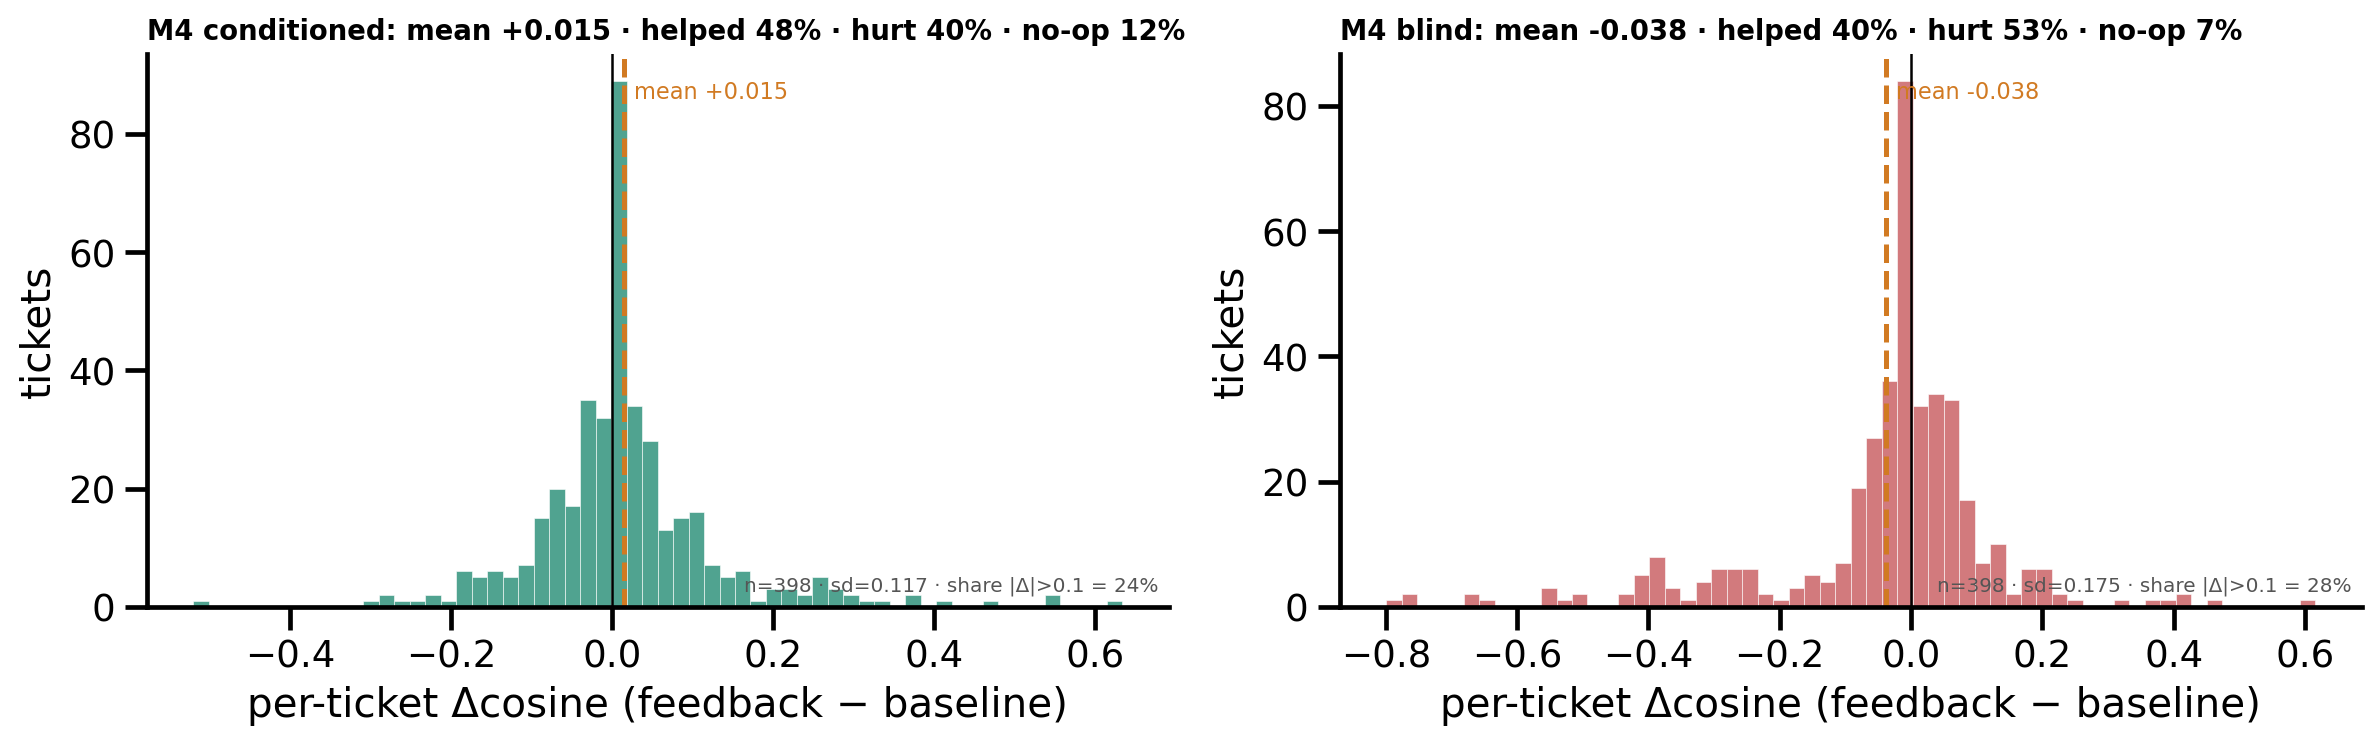 M4 conditioned: mean +0.015 · helped 48% · hurt 40% · no-op 12%
mean +0.015
tickets
80
60
40
20
0
n=398 · sd=0.117 · share |Δ|>0.1 = 24%
−0.4 −0.2 0.0 0.2 0.4 0.6
per-ticket Δcosine (feedback − baseline)
M4 blind: mean -0.038 · helped 40% · hurt 53% · no-op 7%
mean -0.038
tickets
80
60
40
20
0
n=398 · sd=0.175 · share |Δ|>0.1 = 28%
−0.8 −0.6 −0.4 −0.2 0.0 0.2 0.4 0.6
per-ticket Δcosine (feedback − baseline)